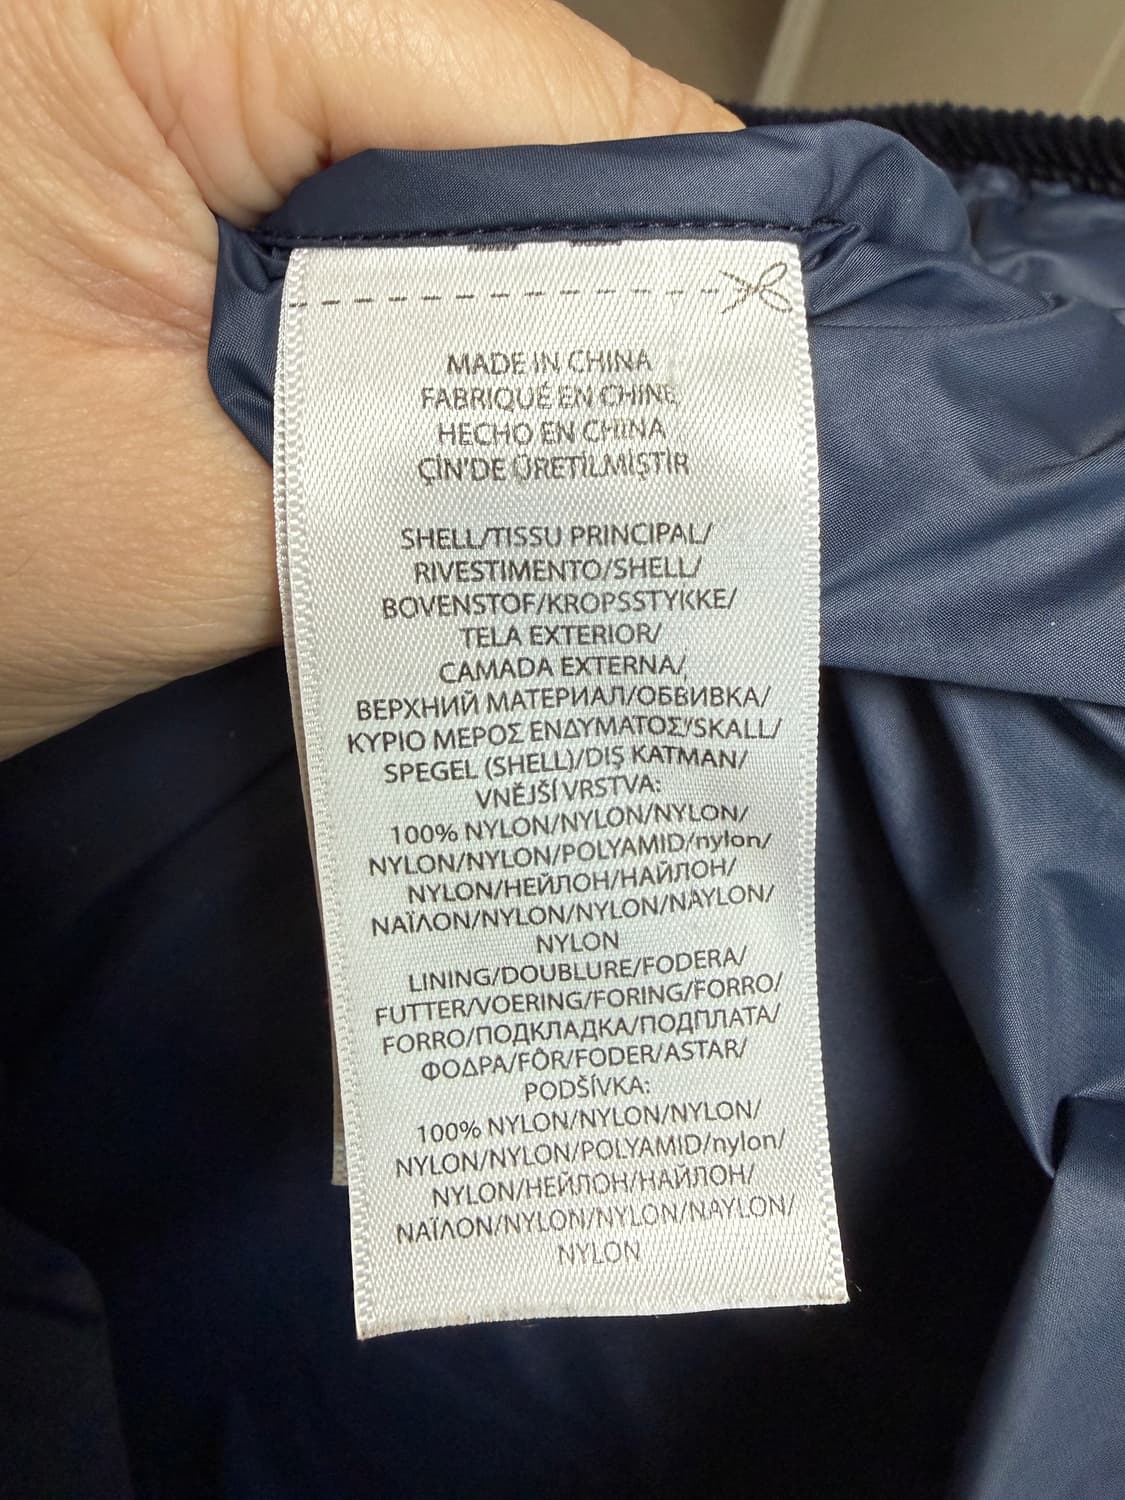 MADE IN CHINA
FABRIQUÉ EN CHINE
HECHO EN CHINA
ÇİN'DE ÜRETİLMİŞTİR
SHELL/TISSU PRINCIPAL/
RIVESTIMENTO/SHELL/
BOVENSTOF/KROPSSTYKKE/
TELA EXTERIOR/
CAMADA EXTERNA/
ВЕРХНИЙ МАТЕРИАЛ/ОБВИВКА/
ΚΥΡΙΟ ΜΕΡΟΣ ΕΝΔΥΜΑΤΟΣ/SKALL/
SPEGEL (SHELL)/DIŞ KATMAN/
VNĚJŠÍ VRSTVA:
100% NYLON/NYLON/NYLON/
NYLON/NYLON/POLYAMID/nylon/
NYLON/НЕЙЛОН/НАЙЛОН/
ΝΑΪΛΟΝ/NYLON/NYLON/NAYLON/
NYLON
LINING/DOUBLURE/FODERA/
FUTTER/VOERING/FORING/FORRO/
FORRO/ПОДКЛАДКА/ПОДПЛАТА/
ΦΟΔΡΑ/FÔR/FODER/ASTAR/
PODŠÍVKA:
100% NYLON/NYLON/NYLON/
NYLON/NYLON/POLYAMID/nylon/
NYLON/НЕЙЛОН/НАЙЛОН/
ΝΑΪΛΟΝ/NYLON/NYLON/NAYLON/
NYLON